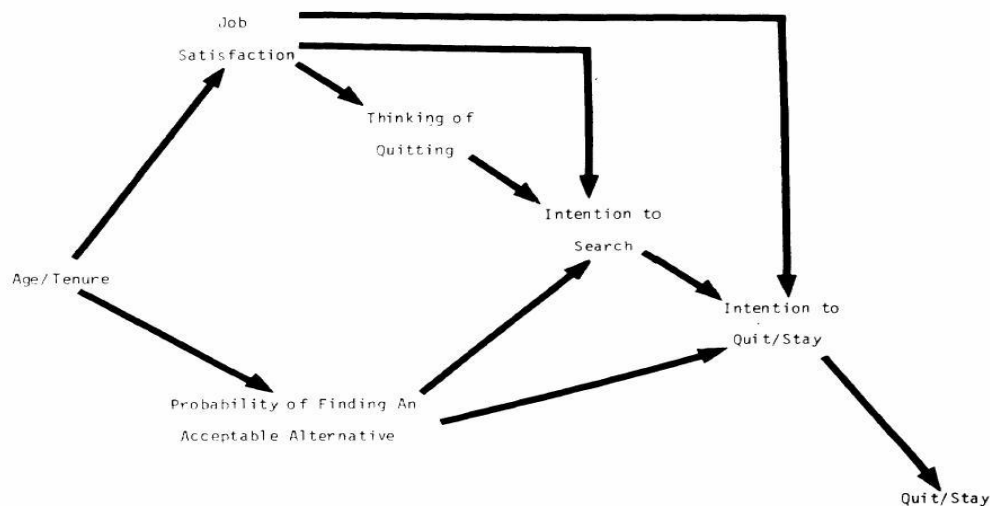 Job
Satisfaction
Thinking of
Quitting
Intention to
Search
Age/Tenure
Intention to
Quit/Stay
Probability of Finding An
Acceptable Alternative
Quit/Stay